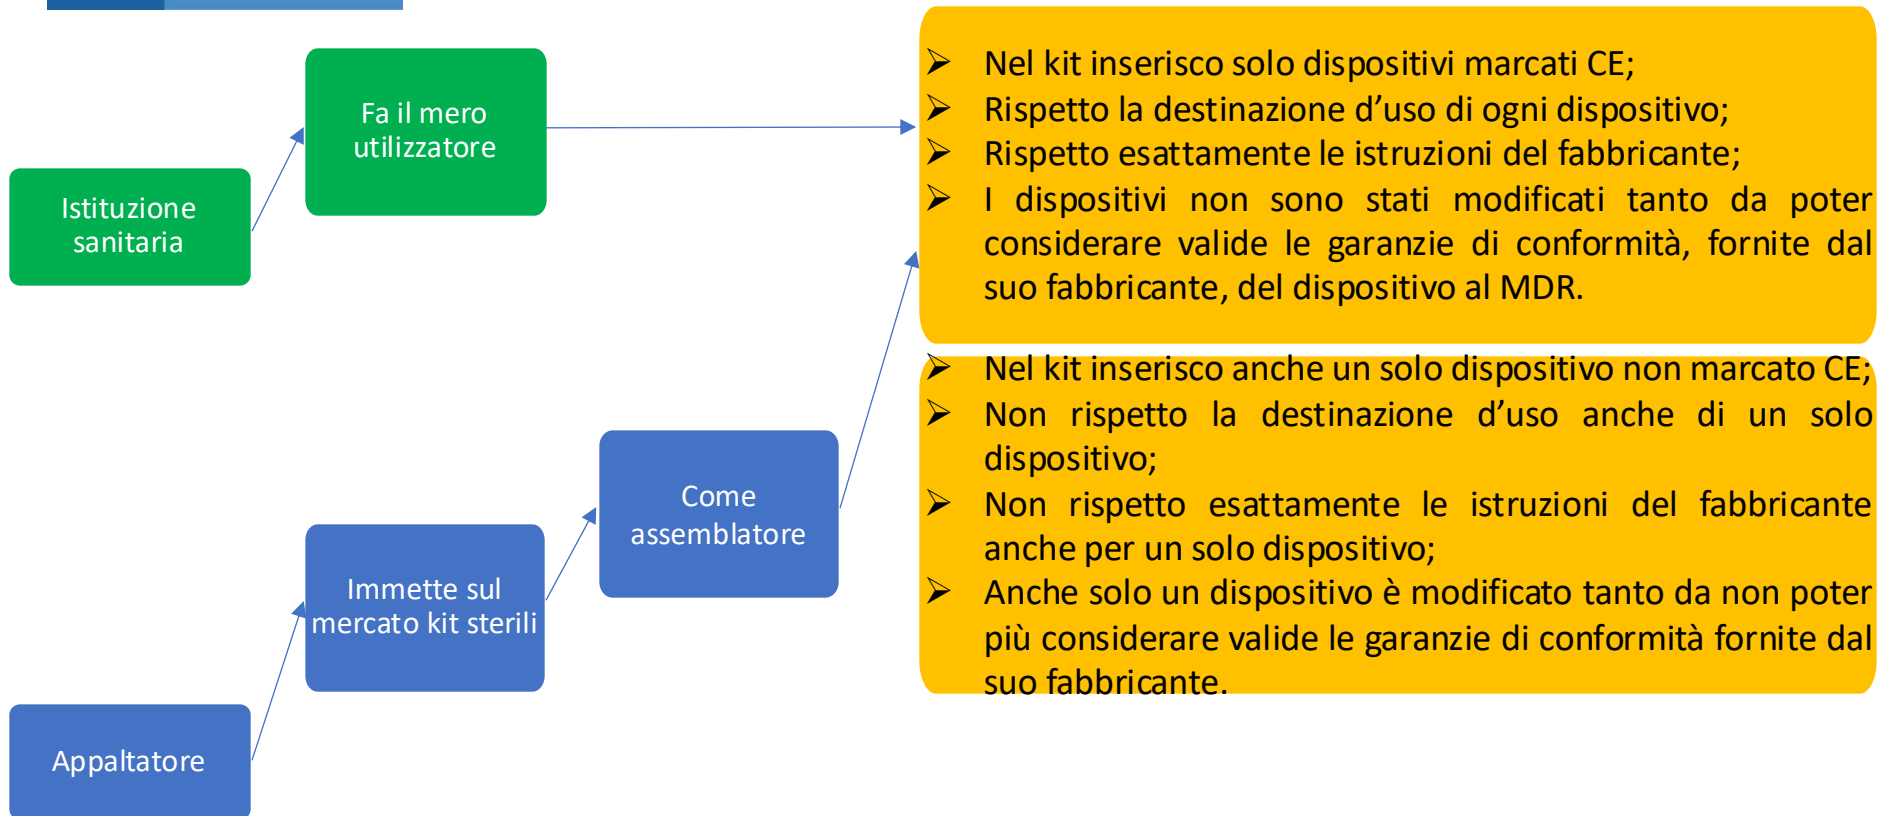 Istituzione
sanitaria
Fa il mero
utilizzatore
➢ Nel kit inserisco solo dispositivi marcati CE;
➢ Rispetto la destinazione d’uso di ogni dispositivo;
➢ Rispetto esattamente le istruzioni del fabbricante;
➢ I dispositivi non sono stati modificati tanto da poter
considerare valide le garanzie di conformità, fornite dal
suo fabbricante, del dispositivo al MDR.
Appaltatore
Immette sul
mercato kit sterili
Come
assemblatore
➢ Nel kit inserisco anche un solo dispositivo non marcato CE;
➢ Non rispetto la destinazione d’uso anche di un solo
dispositivo;
➢ Non rispetto esattamente le istruzioni del fabbricante
anche per un solo dispositivo;
➢ Anche solo un dispositivo è modificato tanto da non poter
più considerare valide le garanzie di conformità fornite dal
suo fabbricante.